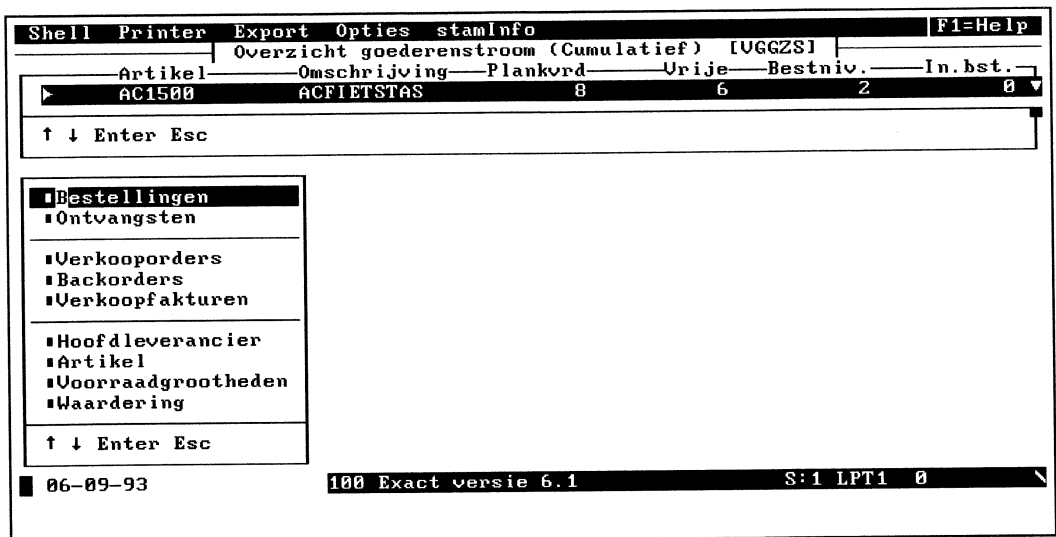 Shell Printer Export Opties stamInfo F1=Help
Overzicht goederenstroom (Cumulatief) [VGGZS]
Artikel Omschrijving Plankvrd Vrije Bestniv. In.bst.
AC1500 ACFIETSTAS 8 6 2 0
↑ ↓ Enter Esc
Bestellingen
Ontvangsten
Verkooporders
Backorders
Verkoopfakturen
Hoofdleverancier
Artikel
Voorraadgrootheden
Waardering
↑ ↓ Enter Esc
06-09-93 100 Exact versie 6.1 S:1 LPT1 0 \